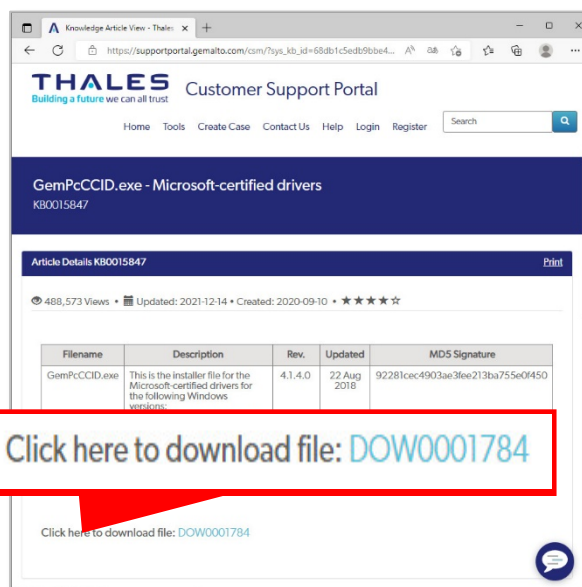 Knowledge Article View - Thales
https://supportportal.gemalto.com/csm/?sys_kb_id=68db1c5edb9bbe4...
THALES
Building a future we can all trust
Customer Support Portal
Home Tools Create Case Contact Us Help Login Register Search
GemPcCCID.exe - Microsoft-certified drivers
KB0015847
Article Details KB0015847 Print
488,573 Views • Updated: 2021-12-14 • Created: 2020-09-10 • ★★★★☆
Filename Description Rev. Updated MD5 Signature
GemPcCCID.exe This is the installer file for the 4.1.4.0 22 Aug 92281cec4903ae3fee213ba755e0f450
Microsoft-certified drivers for 2018
the following Windows
versions:
Click here to download file: DOW0001784
Click here to download file: DOW0001784